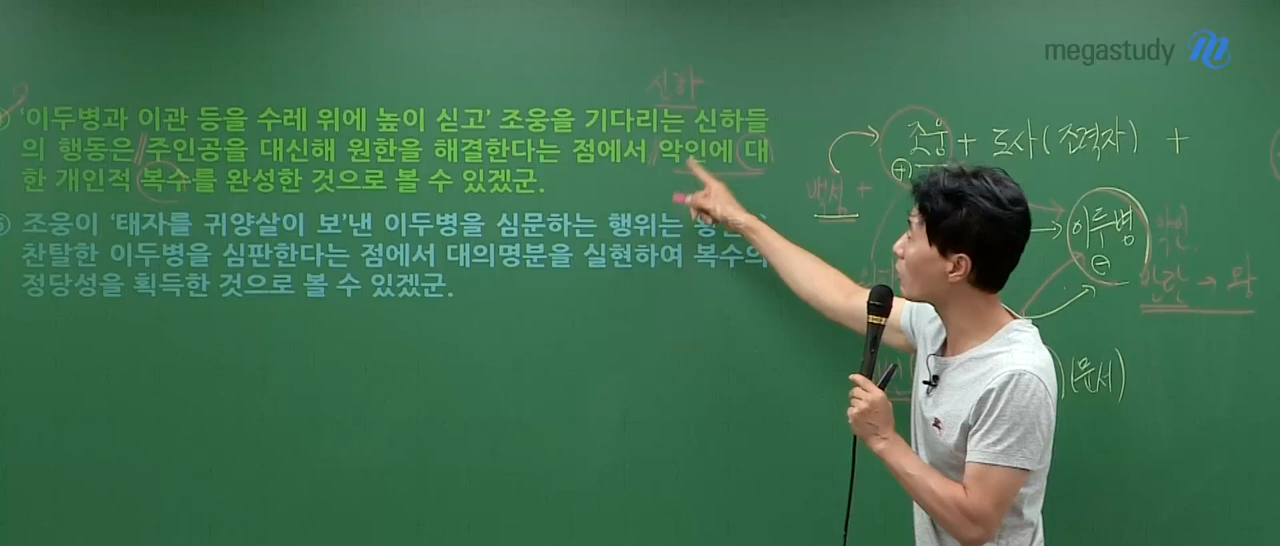 megastudy
신하
'이두병과 이관 등을 수레 위에 높이 싣고' 조웅을 기다리는 신하들
의 행동은 주인공을 대신해 원한을 해결한다는 점에서 악인에 대
한 개인적 복수를 완성한 것으로 볼 수 있겠군.
⑤ 조웅이 '태자를 귀양살이 보'낸 이두병을 심문하는 행위는
찬탈한 이두병을 심판한다는 점에서 대의명분을 실현하여 복수의
정당성을 획득한 것으로 볼 수 있겠군.
조웅 + 도사(조력자) +
⊕
백성 +
이두병 악인
⊖
반란 → 왕
(문서)